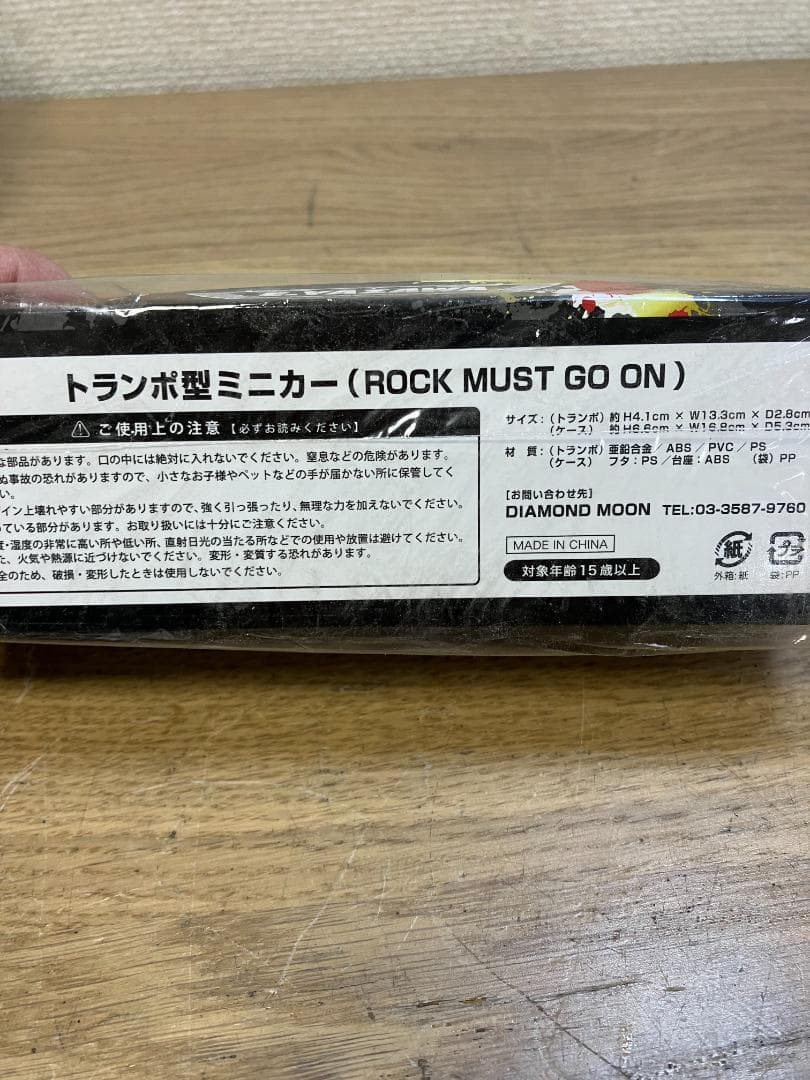 トランポ型ミニカー(ROCK MUST GO ON)
ご使用上の注意【必ずお読みください】
な部品があります。口の中には絶対に入れないでください。窒息などの危険があります。
ぬ事故の恐れがありますので、小さなお子様やペットなどの手が届かない所に保管してく
い。
イン上壊れやすい部分がありますので、強く引っ張ったり、無理な力を加えないでください。
ている部分があります。お取り扱いには十分にご注意ください。
度・湿度の非常に高い所や低い所、直射日光の当たる所などでの使用や放置は避けてください。
た、火気や熱源に近づけないでください。変形・変質する恐れがあります。
全のため、破損・変形したときは使用しないでください。
サイズ:(トランポ)約 H4.1cm × W13.3cm × D2.8cm
(ケース) 約 H6.6cm × W16.8cm × D5.3cm
材 質:(トランポ)亜鉛合金/ABS/PVC/PS
(ケース) フタ:PS/台座:ABS (袋)PP
[お問い合わせ先]
DIAMOND MOON TEL:03-3587-9760
MADE IN CHINA
対象年齢15歳以上
紙
プラ
外箱:紙
袋:PP